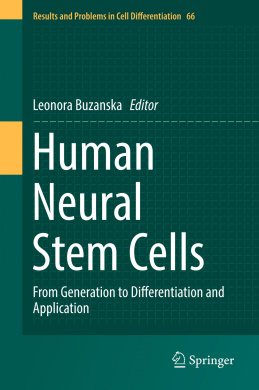 Results and Problems in Cell Differentiation 66
Leonora Buzanska Editor
Human
Neural
Stem Cells
From Generation to Differentiation and
Application
Springer